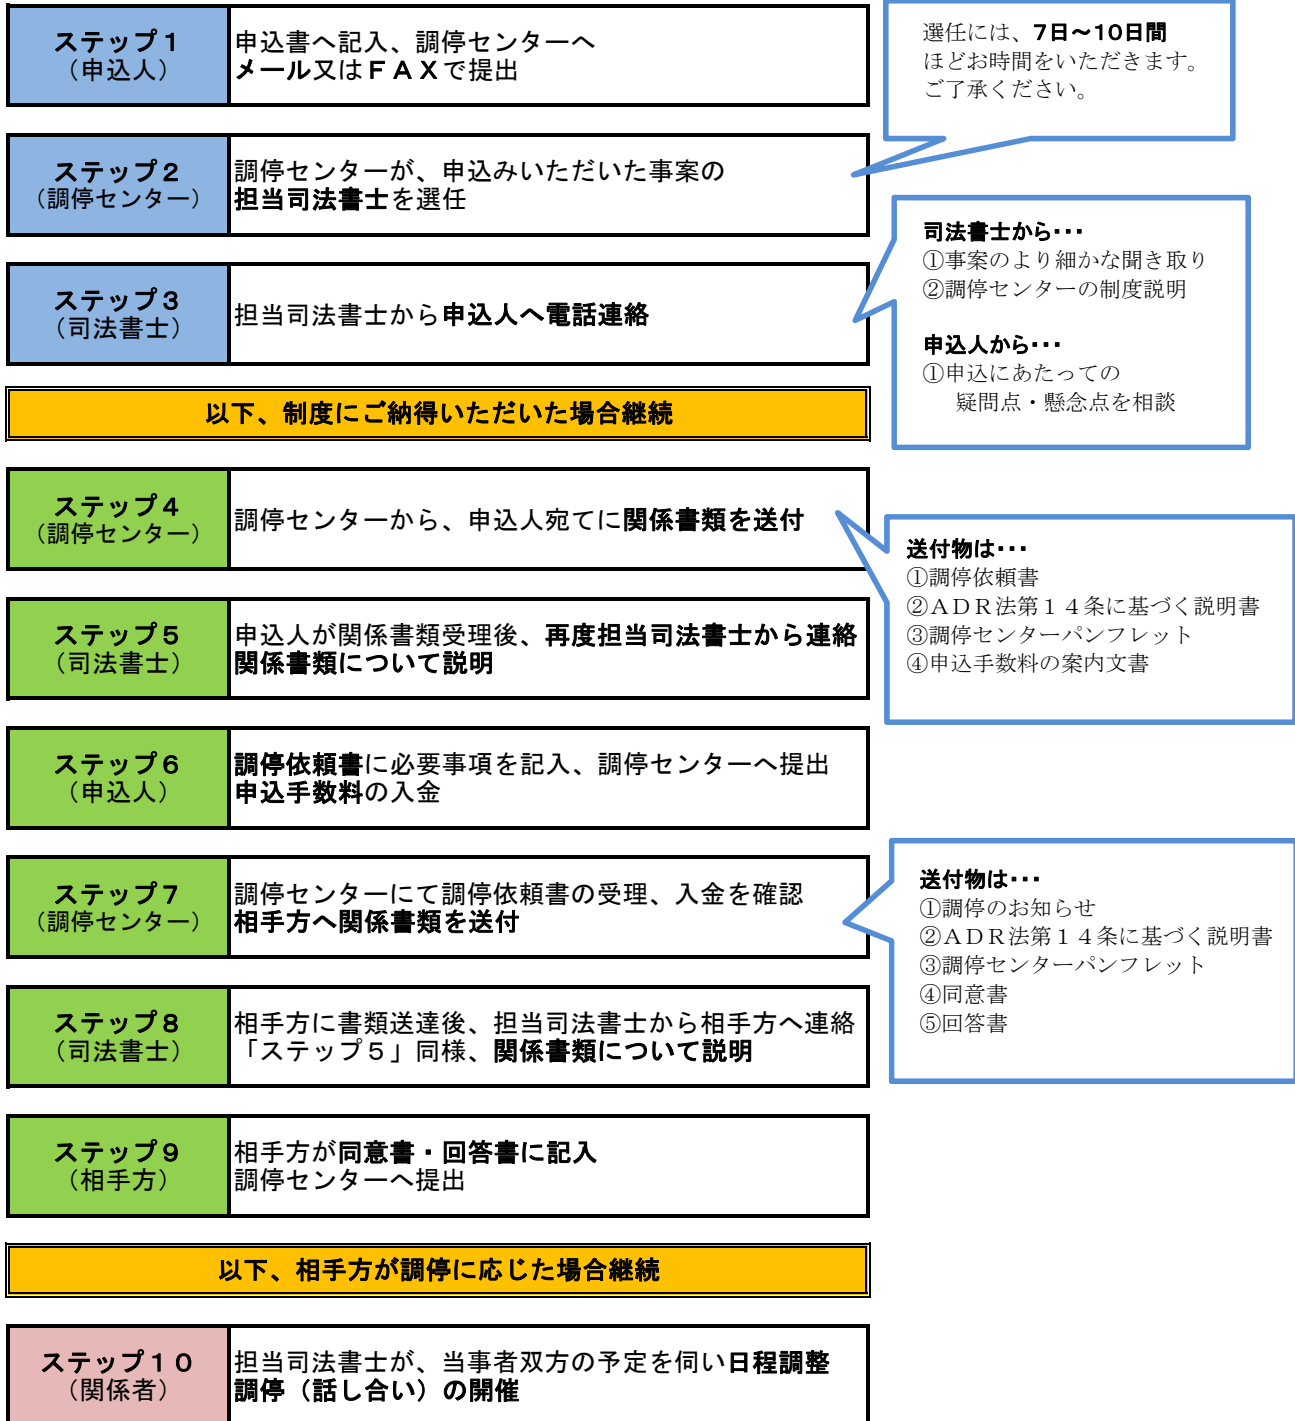 ステップ１
（申込人）
申込書へ記入、調停センターへ
メール又はＦＡＸで提出
選任には、7日～10日間
ほどお時間をいただきます。
ご了承ください。
ステップ２
（調停センター）
調停センターが、申込みいただいた事案の
担当司法書士を選任
ステップ３
（司法書士）
担当司法書士から申込人へ電話連絡
司法書士から･･･
①事案のより細かな聞き取り
②調停センターの制度説明
申込人から･･･
①申込にあたっての
疑問点・懸念点を相談
以下、制度にご納得いただいた場合継続
ステップ４
（調停センター）
調停センターから、申込人宛てに関係書類を送付
送付物は･･･
①調停依頼書
②ＡＤＲ法第１４条に基づく説明書
③調停センターパンフレット
④申込手数料の案内文書
ステップ５
（司法書士）
申込人が関係書類受理後、再度担当司法書士から連絡
関係書類について説明
ステップ６
（申込人）
調停依頼書に必要事項を記入、調停センターへ提出
申込手数料の入金
ステップ７
（調停センター）
調停センターにて調停依頼書の受理、入金を確認
相手方へ関係書類を送付
送付物は･･･
①調停のお知らせ
②ＡＤＲ法第１４条に基づく説明書
③調停センターパンフレット
④同意書
⑤回答書
ステップ８
（司法書士）
相手方に書類送達後、担当司法書士から相手方へ連絡
「ステップ５」同様、関係書類について説明
ステップ９
（相手方）
相手方が同意書・回答書に記入
調停センターへ提出
以下、相手方が調停に応じた場合継続
ステップ１０
（関係者）
担当司法書士が、当事者双方の予定を伺い日程調整
調停（話し合い）の開催